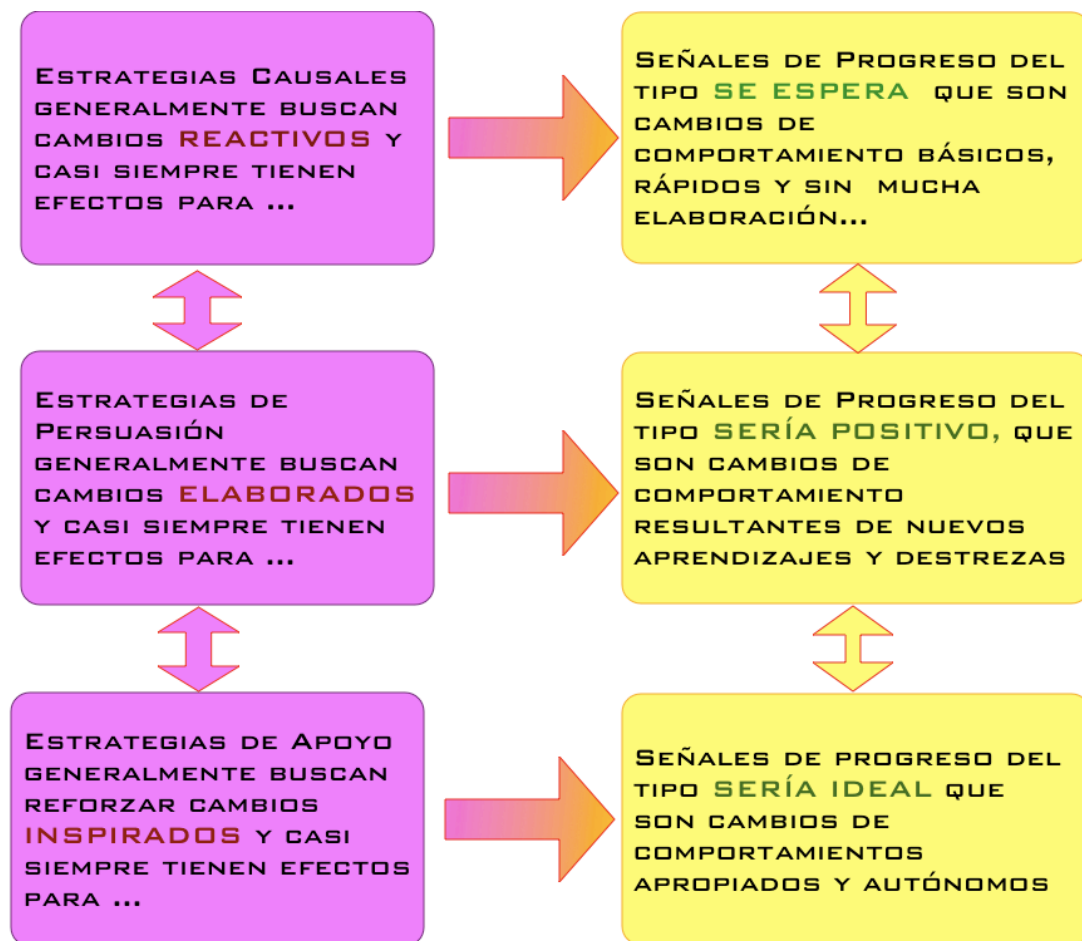 Estrategias Causales
generalmente buscan
cambios REACTIVOS y
casi siempre tienen
efectos para ...
Señales de Progreso del
tipo SE ESPERA que son
cambios de
comportamiento básicos,
rápidos y sin mucha
elaboración...
Estrategias de
Persuasión
generalmente buscan
cambios ELABORADOS
y casi siempre tienen
efectos para ...
Señales de Progreso del
tipo SERÍA POSITIVO, que
son cambios de
comportamiento
resultantes de nuevos
aprendizajes y destrezas
Estrategias de Apoyo
generalmente buscan
reforzar cambios
INSPIRADOS y casi
siempre tienen efectos
para ...
Señales de progreso del
tipo SERÍA IDEAL que
son cambios de
comportamientos
apropiados y autónomos